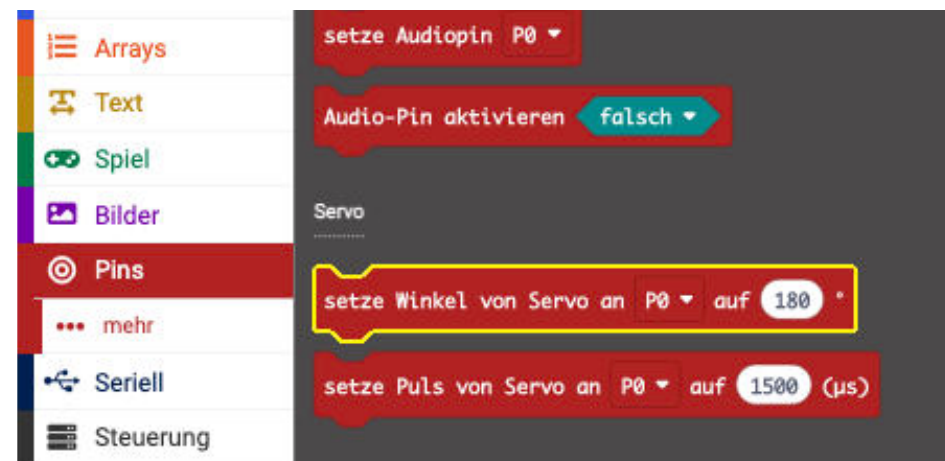 Arrays
Text
Spiel
Bilder
Pins
mehr
Seriell
Steuerung
setze Audiopin P0
Audio-Pin aktivieren falsch
Servo
setze Winkel von Servo an P0 auf 180 °
setze Puls von Servo an P0 auf 1500 (µs)